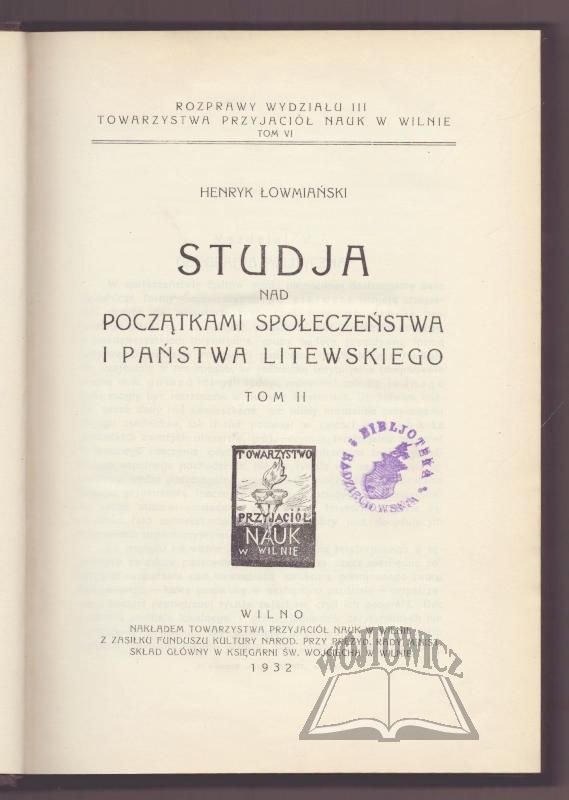 ROZPRAWY WYDZIAŁU III
TOWARZYSTWA PRZYJACIÓŁ NAUK W WILNIE
TOM VI
HENRYK ŁOWMIAŃSKI
STUDJA
NAD
POCZĄTKAMI SPOŁECZEŃSTWA
I PAŃSTWA LITEWSKIEGO
TOM II
TOWARZYSTWO
PRZYJACIÓŁ
NAUK
W WILNIE
BIBLJOTEKA
WILNO
NAKŁADEM TOWARZYSTWA PRZYJACIÓŁ NAUK W WILNIE
Z ZASIŁKU FUNDUSZU KULTURY NAROD. PRZY PREZYD. RADY MINIST.
SKŁAD GŁÓWNY W KSIĘGARNI ŚW. WOJCIECHA W WILNIE
1932
WÓJTOWICZ